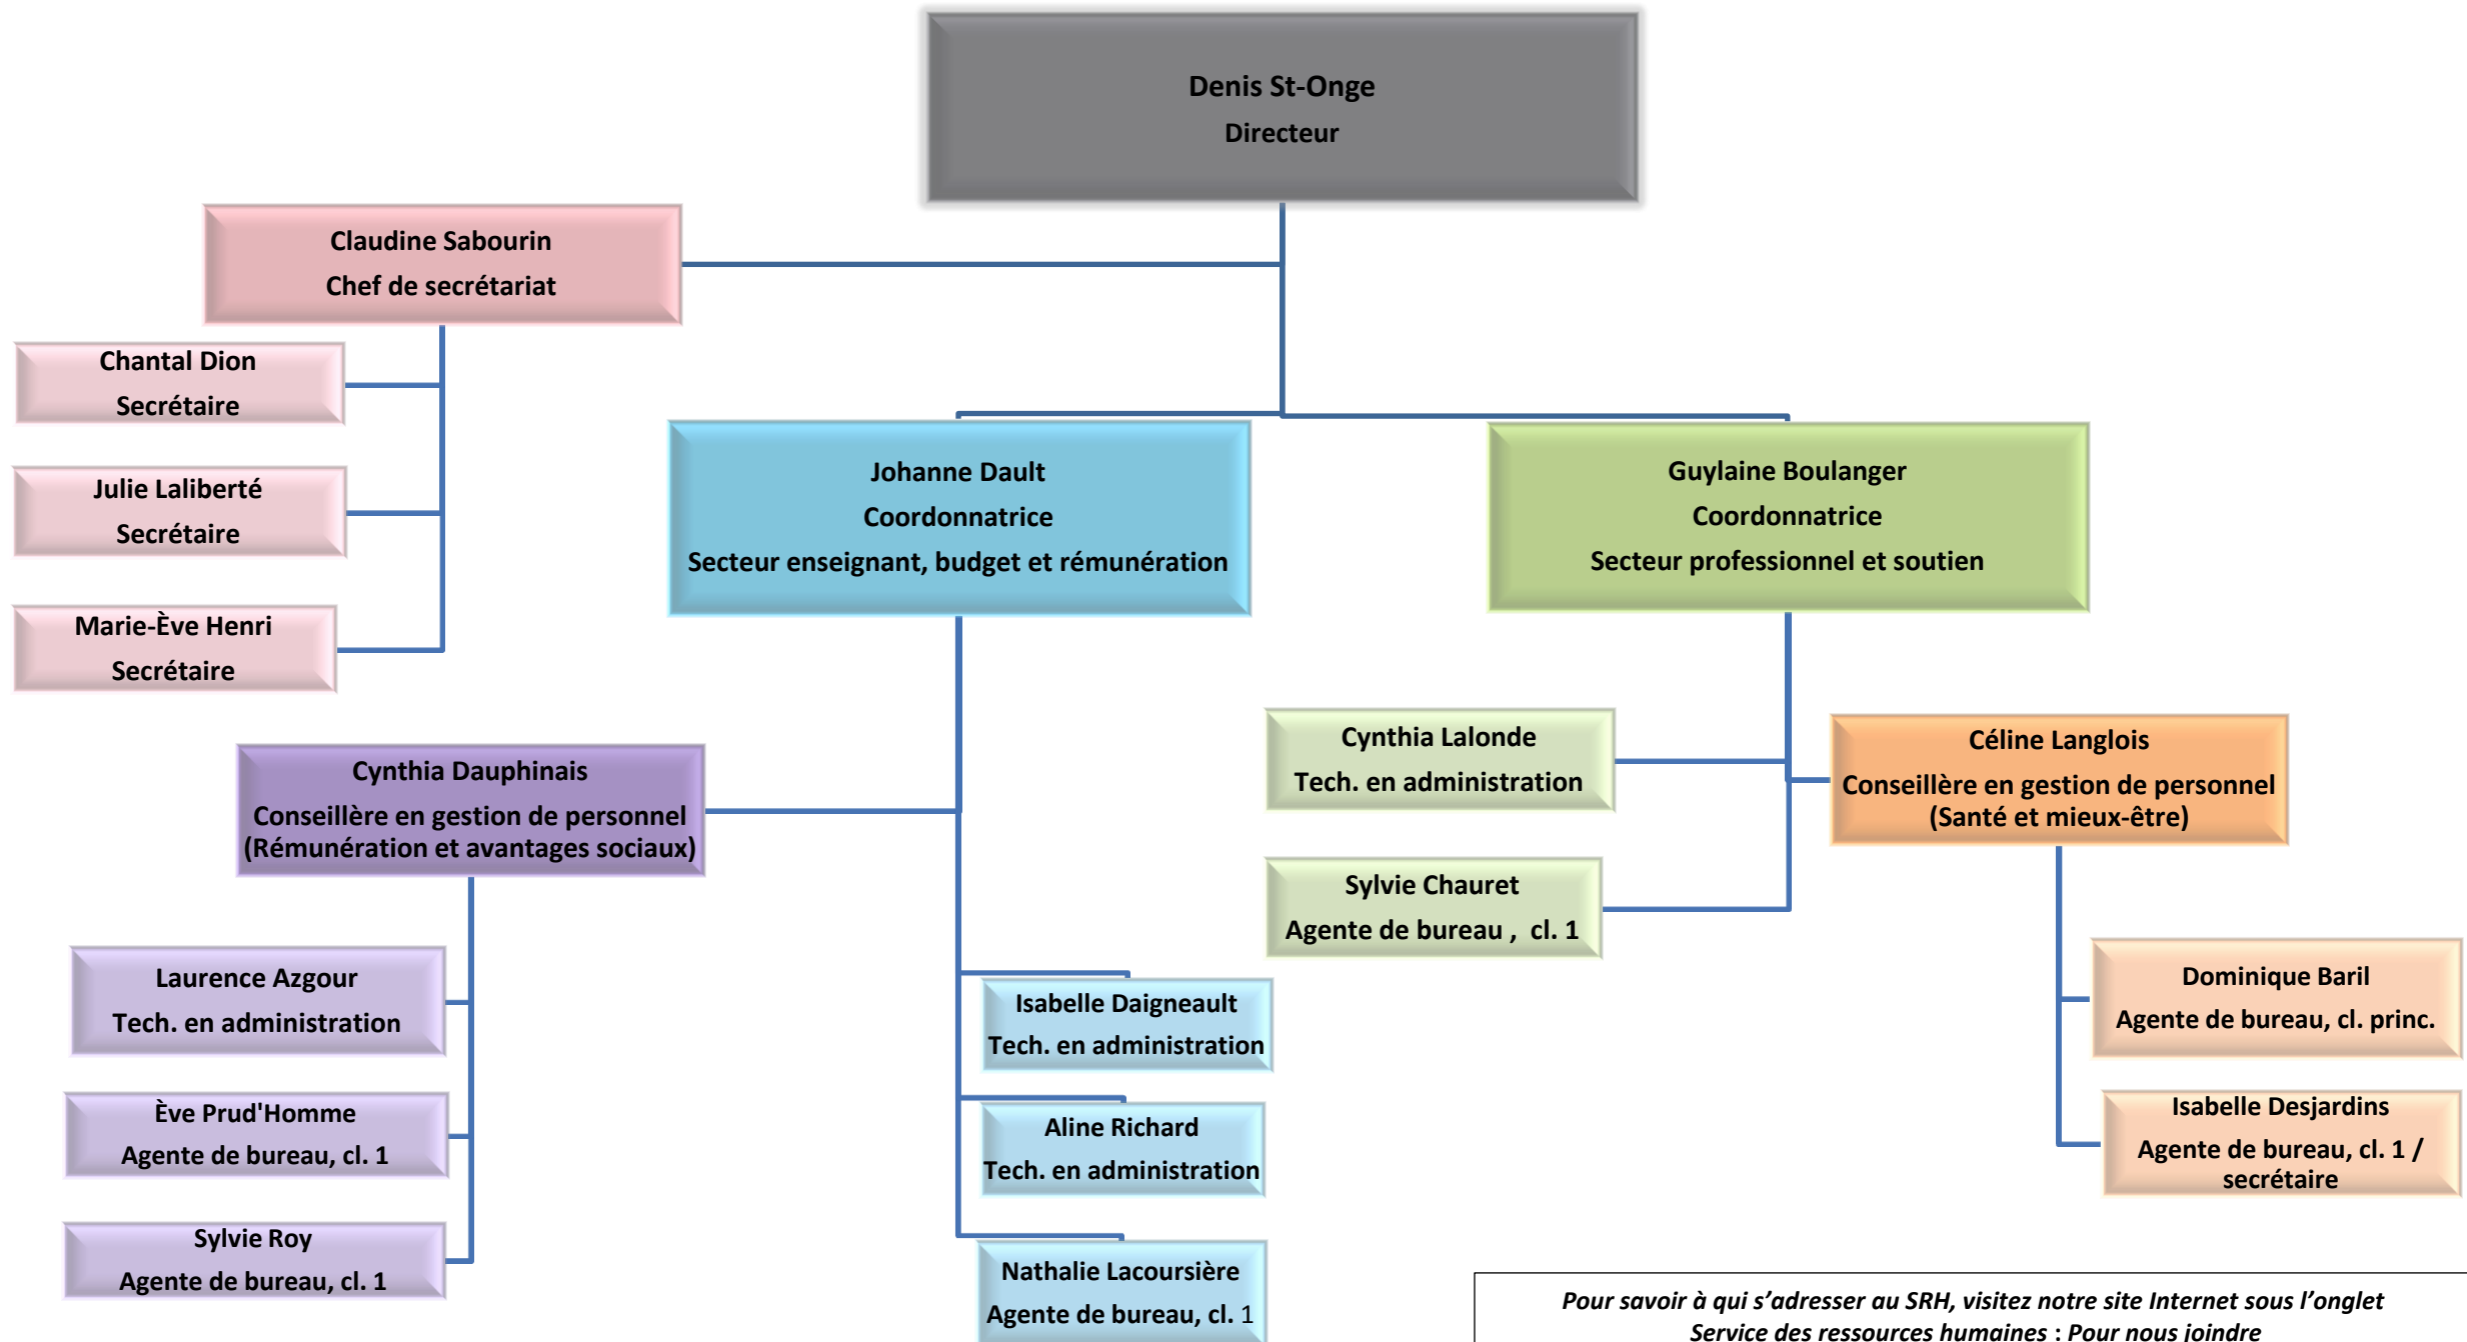 Denis St-Onge
Directeur
Claudine Sabourin
Chef de secrétariat
Chantal Dion
Secrétaire
Julie Laliberté
Secrétaire
Marie-Ève Henri
Secrétaire
Johanne Dault
Coordonnatrice
Secteur enseignant, budget et rémunération
Guylaine Boulanger
Coordonnatrice
Secteur professionnel et soutien
Cynthia Dauphinais
Conseillère en gestion de personnel
(Rémunération et avantages sociaux)
Laurence Azgour
Tech. en administration
Ève Prud'Homme
Agente de bureau, cl. 1
Sylvie Roy
Agente de bureau, cl. 1
Isabelle Daigneault
Tech. en administration
Aline Richard
Tech. en administration
Nathalie Lacoursière
Agente de bureau, cl. 1
Cynthia Lalonde
Tech. en administration
Sylvie Chauret
Agente de bureau , cl. 1
Céline Langlois
Conseillère en gestion de personnel
(Santé et mieux-être)
Dominique Baril
Agente de bureau, cl. princ.
Isabelle Desjardins
Agente de bureau, cl. 1 /
secrétaire
Pour savoir à qui s’adresser au SRH, visitez notre site Internet sous l’onglet
Service des ressources humaines : Pour nous joindre